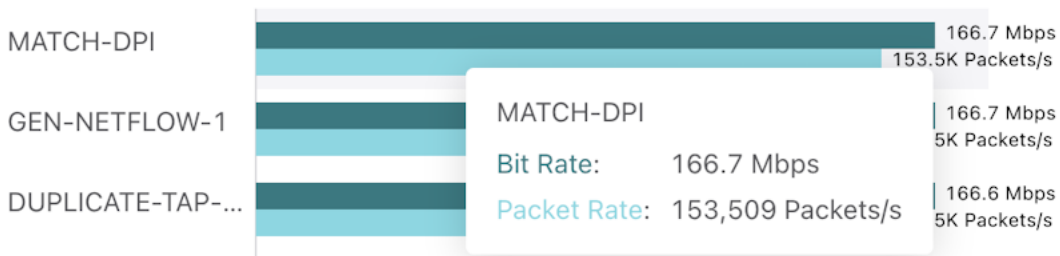 MATCH-DPI
166.7 Mbps
153.5K Packets/s
MATCH-DPI
GEN-NETFLOW-1
166.7 Mbps
5K Packets/s
Bit Rate: 166.7 Mbps
DUPLICATE-TAP-...
166.6 Mbps
Packet Rate: 153,509 Packets/s
5K Packets/s